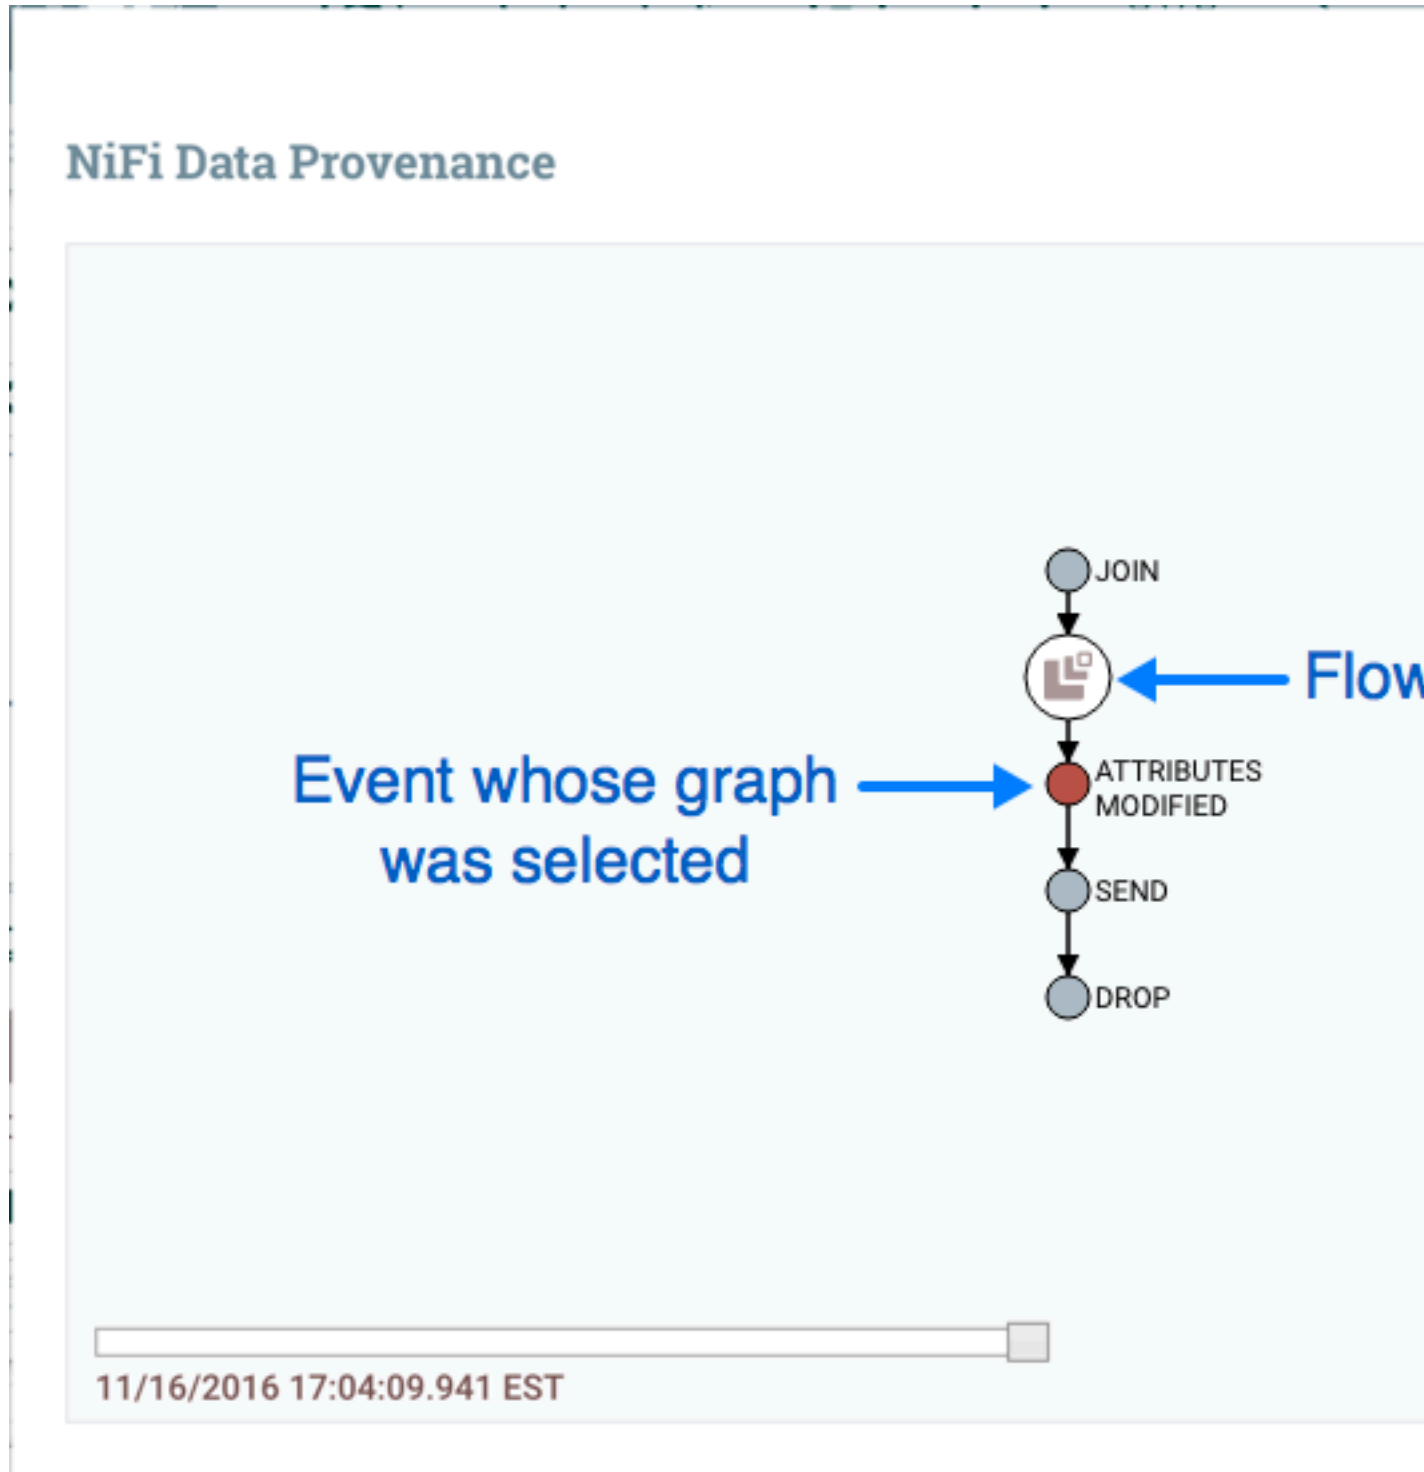 NiFi Data Provenance
JOIN
Flow
Event whose graph
was selected
ATTRIBUTES
MODIFIED
SEND
DROP
11/16/2016 17:04:09.941 EST